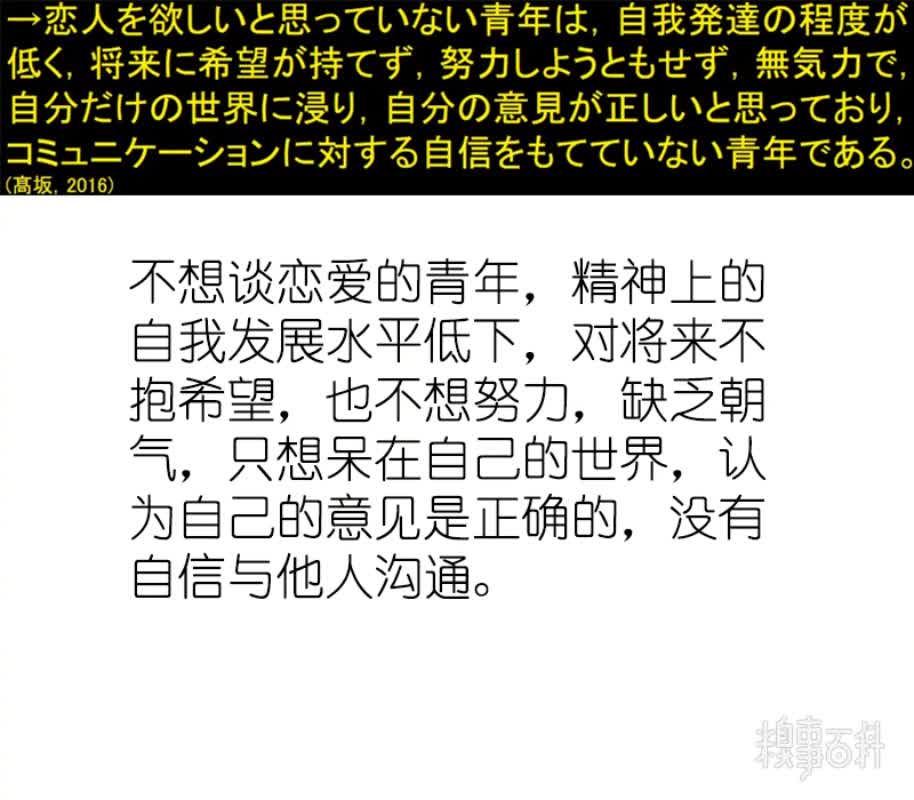 →恋人を欲しいと思っていない青年は，自我発達の程度が
低く，将来に希望が持てず，努力しようともせず，無気力で，
自分だけの世界に浸り，自分の意見が正しいと思っており，
コミュニケーションに対する自信をもてていない青年である。
(髙坂，2016)
不想谈恋爱的青年，精神上的
自我发展水平低下，对将来不
抱希望，也不想努力，缺乏朝
气，只想呆在自己的世界，认
为自己的意见是正确的，没有
自信与他人沟通。
糗事百科